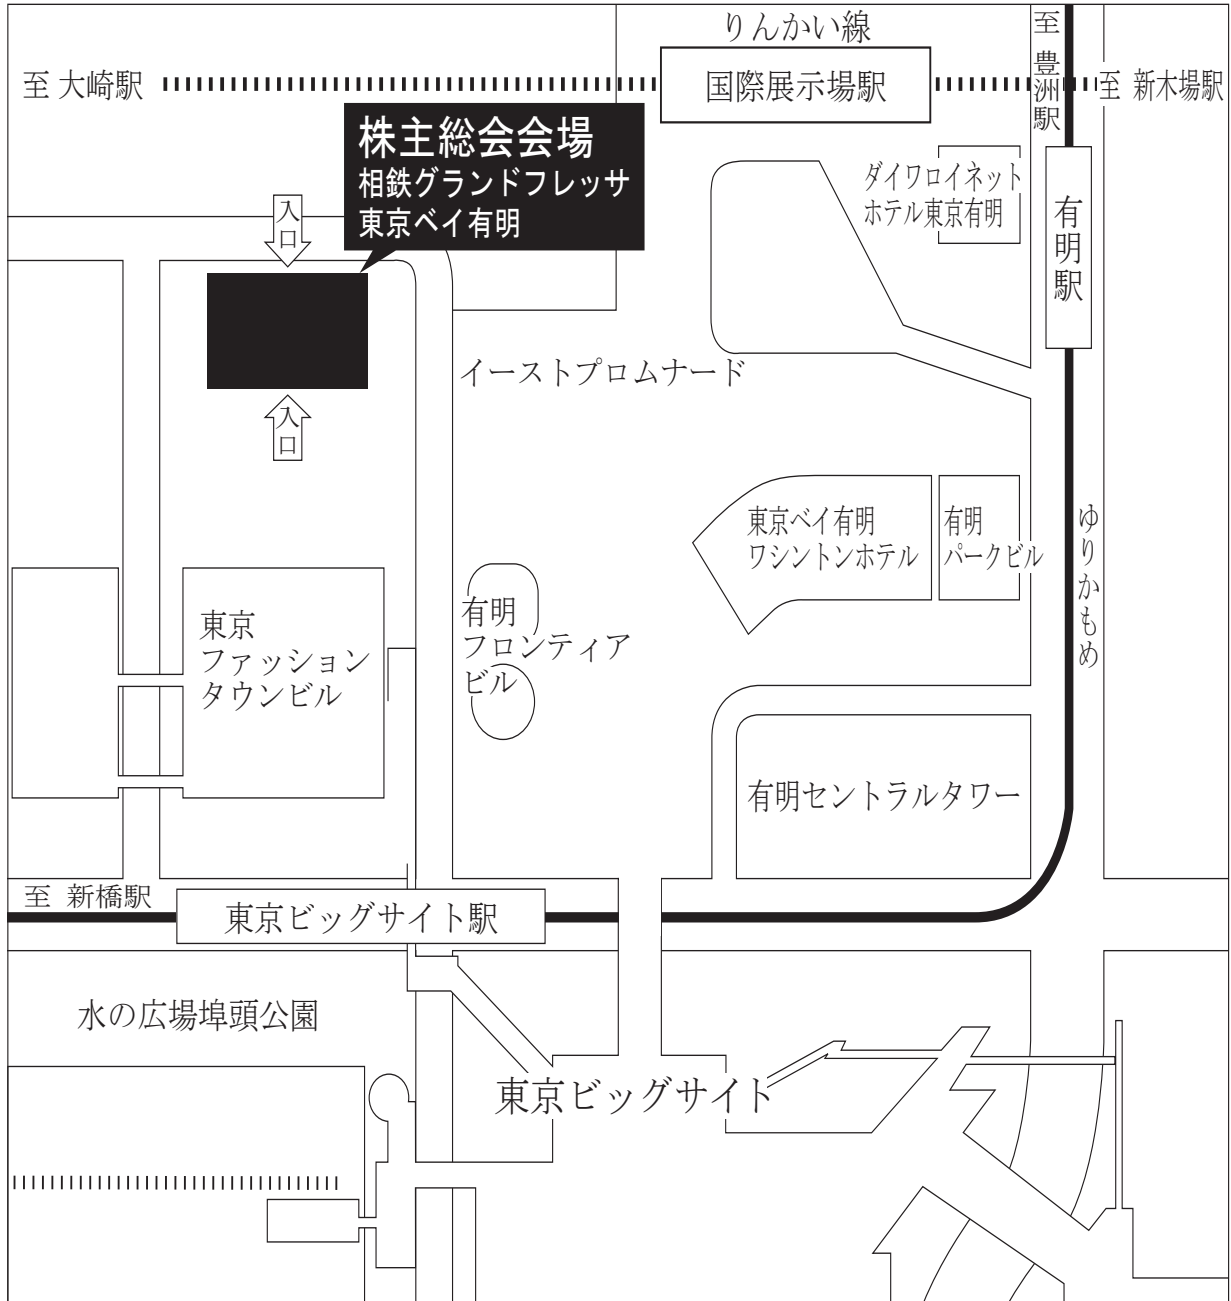 りんかい線
至 大崎駅
国際展示場駅
至 豊洲駅
至 新木場駅
株主総会会場
相鉄グランドフレッサ
東京ベイ有明
ダイワロイネット
ホテル東京有明
有明駅
入口
イーストプロムナード
入口
東京ベイ有明
ワシントンホテル
有明
パークビル
ゆりかもめ
東京
ファッション
タウンビル
有明
フロンティア
ビル
有明セントラルタワー
至 新橋駅
東京ビッグサイト駅
水の広場埠頭公園
東京ビッグサイト